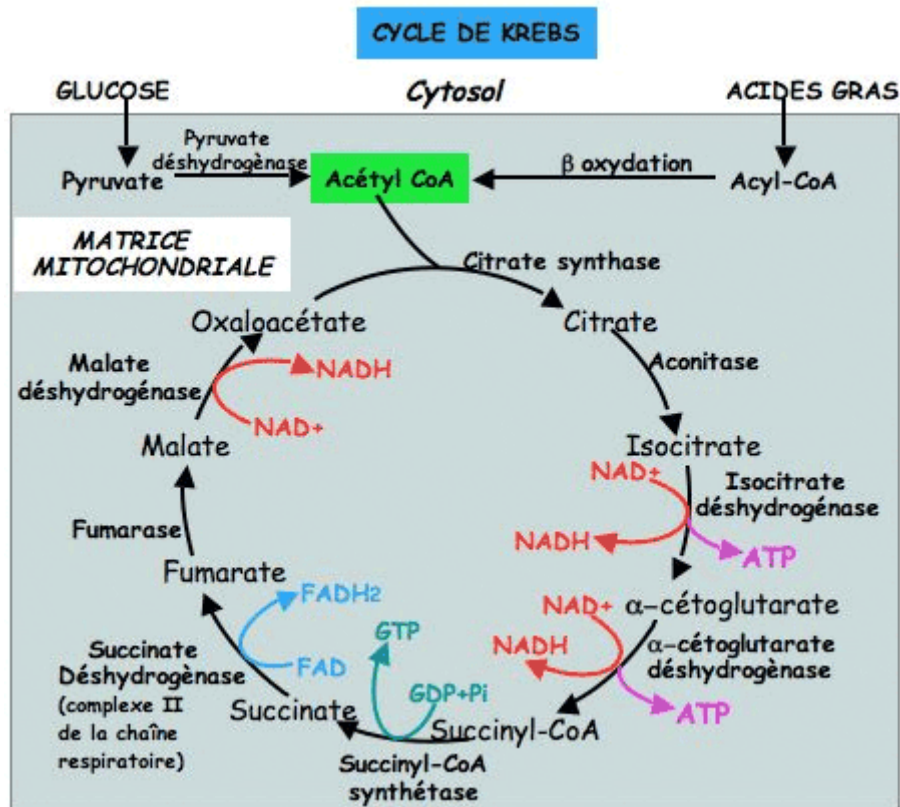 CYCLE DE KREBS
GLUCOSE
Cytosol
ACIDES GRAS
Pyruvate
déshydrogènase
Pyruvate
Acétyl CoA
β oxydation
Acyl-CoA
MATRICE
MITOCHONDRIALE
Citrate synthase
Oxaloacétate
Citrate
Malate
déshydrogénase
NADH
NAD+
Aconitase
Malate
Isocitrate
NAD+
NADH
Isocitrate
déshydrogénase
ATP
Fumarase
Fumarate
FADH2
FAD
GTP
GDP+Pi
NAD+
NADH
α-cétoglutarate
α-cétoglutarate
déshydrogènase
ATP
Succinate
Déshydrogènase
(complexe II
de la chaîne
respiratoire)
Succinate
Succinyl-CoA
Succinyl-CoA
synthétase